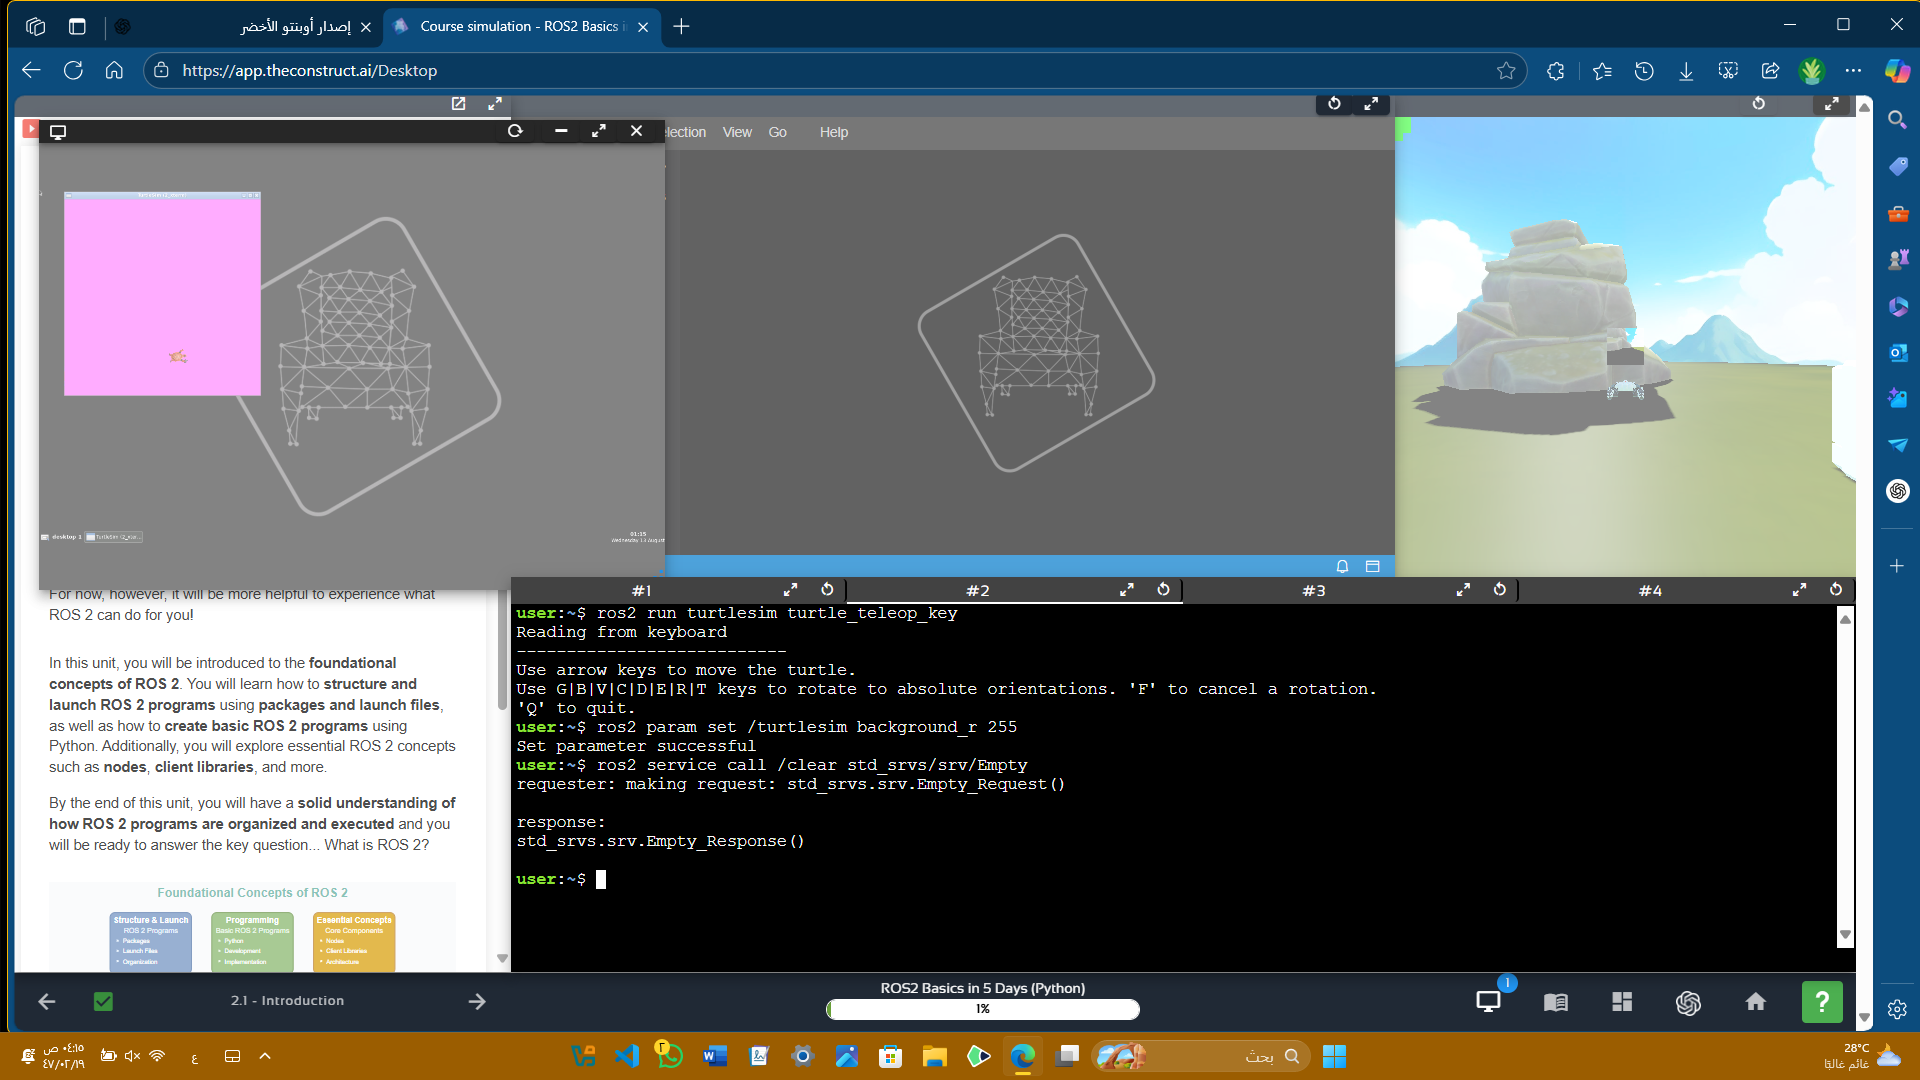 إصدار أوبنتو الأخضر
Course simulation - ROS2 Basics i
https://app.theconstruct.ai/Desktop
lection View Go Help
desktop 1
01:15
Wednesday 13 August
For now, however, it will be more helpful to experience what
ROS 2 can do for you!
In this unit, you will be introduced to the foundational
concepts of ROS 2. You will learn how to structure and
launch ROS 2 programs using packages and launch files,
as well as how to create basic ROS 2 programs using
Python. Additionally, you will explore essential ROS 2 concepts
such as nodes, client libraries, and more.
By the end of this unit, you will have a solid understanding of
how ROS 2 programs are organized and executed and you
will be ready to answer the key question... What is ROS 2?
Foundational Concepts of ROS 2
Structure & Launch
ROS 2 Programs
Packages
Launch Files
Organization
Programming
Basic ROS 2 Programs
Python
Development
Implementation
Essential Concepts
Core Components
Nodes
Client Libraries
Architecture
#1
#2
#3
#4
user:~$ ros2 run turtlesim turtle_teleop_key
Reading from keyboard
---------------------------
Use arrow keys to move the turtle.
Use G|B|V|C|D|E|R|T keys to rotate to absolute orientations. 'F' to cancel a rotation.
'Q' to quit.
user:~$ ros2 param set /turtlesim background_r 255
Set parameter successful
user:~$ ros2 service call /clear std_srvs/srv/Empty
requester: making request: std_srvs.srv.Empty_Request()
response:
std_srvs.srv.Empty_Response()
user:~$
2.1 - Introduction
ROS2 Basics in 5 Days (Python)
1%
1
?
٠٤:١٥ ص
٤٧/٠٢/١٩
ع
٢
بحث
28°C
غائم غالبًا